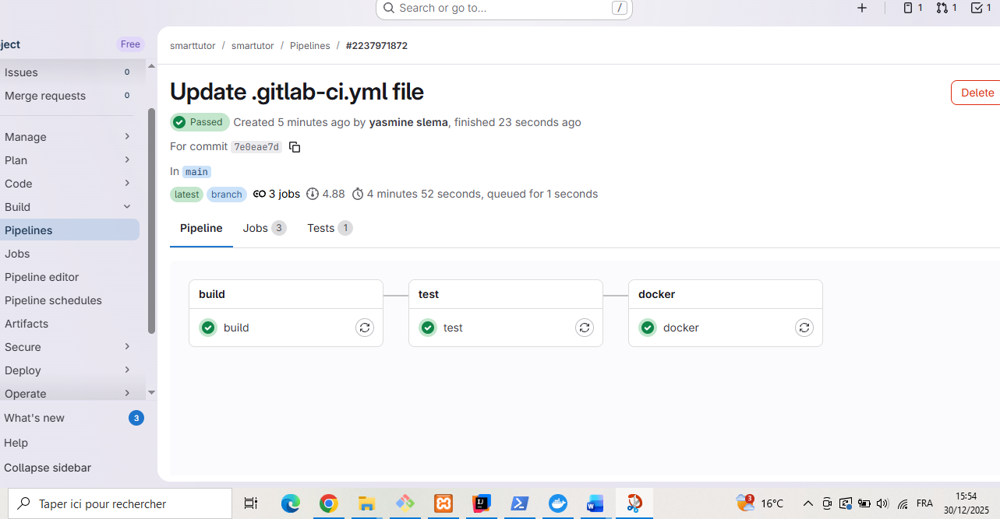 Search or go to... /
1 1 1
ject Free
Issues 0
Merge requests 0
Manage
Plan
Code
Build
Pipelines
Jobs
Pipeline editor
Pipeline schedules
Artifacts
Secure
Deploy
Operate
What's new 3
Help
Collapse sidebar
smarttutor / smartutor / Pipelines / #2237971872
Update .gitlab-ci.yml file
Delete
Passed Created 5 minutes ago by yasmine slema, finished 23 seconds ago
For commit 7e0eae7d
In main
latest branch 3 jobs 4.88 4 minutes 52 seconds, queued for 1 seconds
Pipeline Jobs 3 Tests 1
build
build
test
test
docker
docker
Taper ici pour rechercher
3 16°C FRA 15:54
30/12/2025